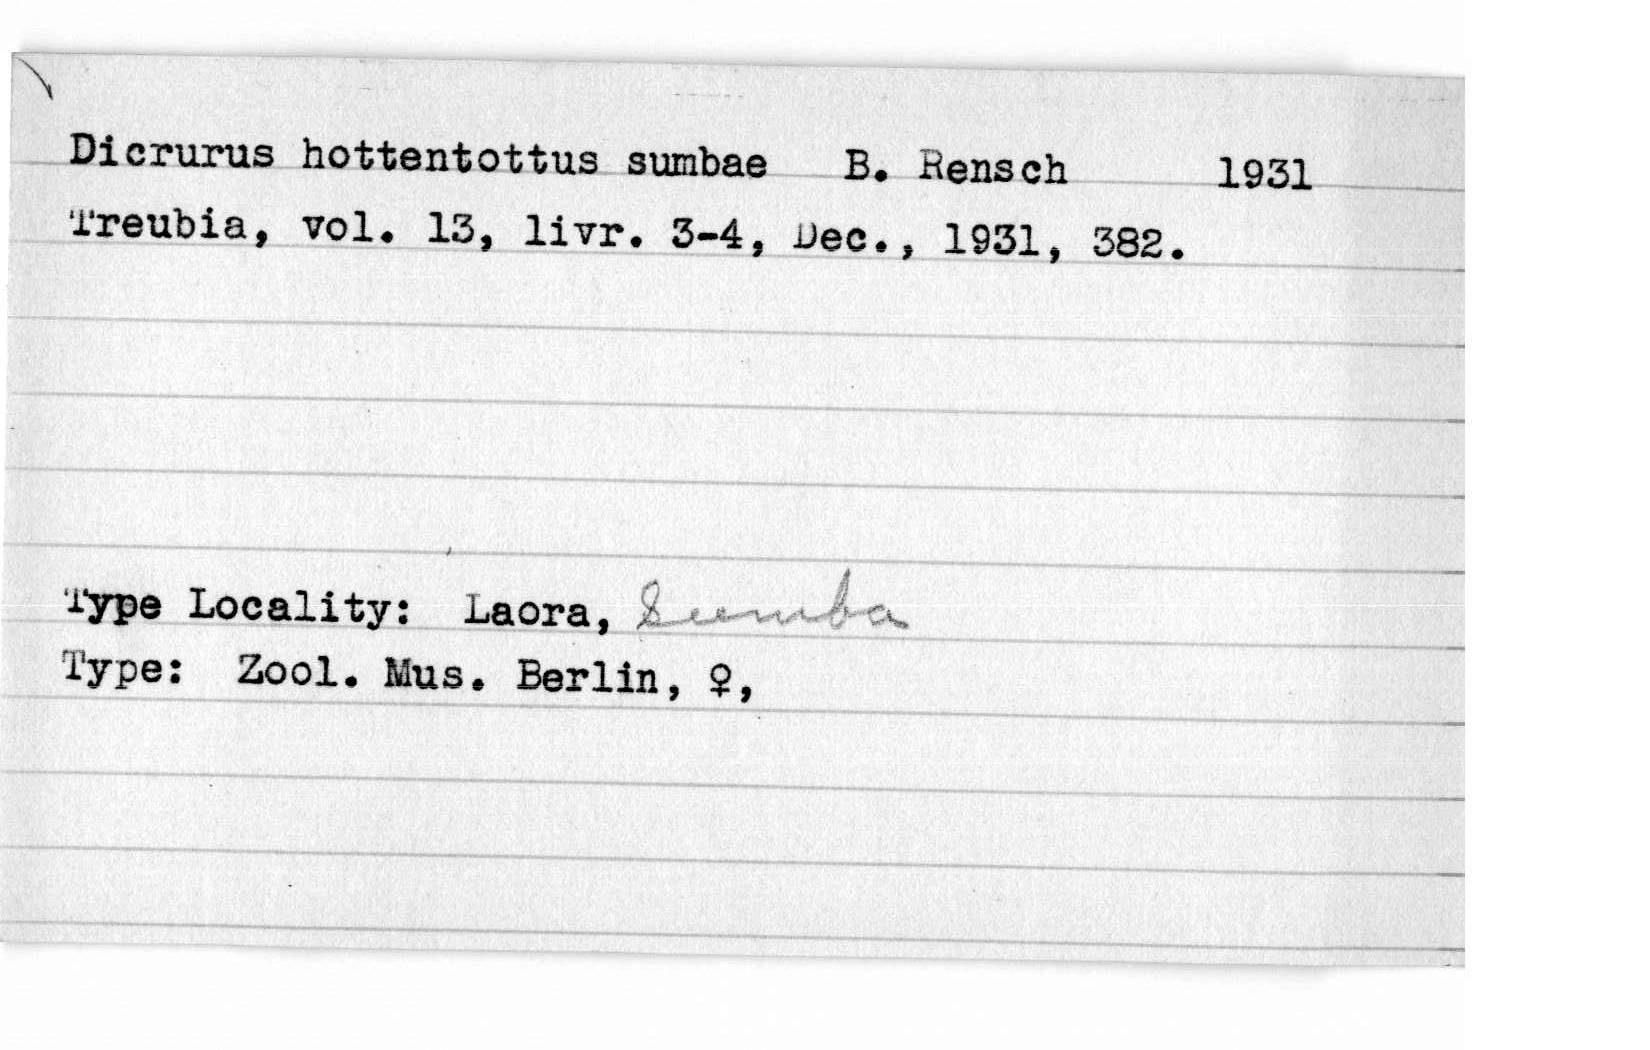 Dicrurus hottentottus sumbae B. Rensch 1931
Treubia, vol. 13, livr. 3-4, Dec., 1931, 382.
Type Locality: Laora, Sumba
Type: Zool. Mus. Berlin, ♀,